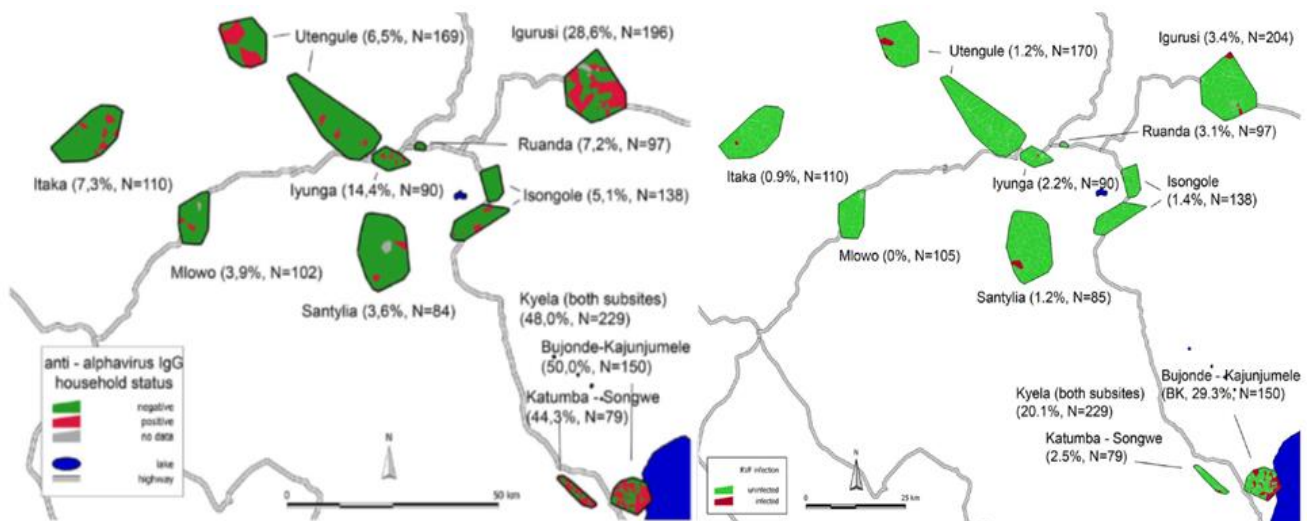 Utengule (6,5%, N=169)
Igurusi (28,6%, N=196)
Ruanda (7,2%, N=97)
Itaka (7,3%, N=110)
Iyunga (14,4%, N=90)
Isongole (5,1%, N=138)
Mlowo (3,9%, N=102)
Santylia (3,6%, N=84)
Kyela (both subsites)
(48,0%, N=229)
Bujonde-Kajunjumele
(50,0%, N=150)
Katumba - Songwe
(44,3%, N=79)
anti - alphavirus IgG
household status
negative
positive
no data
lake
highway
N
0
50 km
Utengule (1.2%, N=170)
Igurusi (3.4%, N=204)
Ruanda (3.1%, N=97)
Itaka (0.9%, N=110)
Iyunga (2.2%, N=90)
Isongole
(1.4%, N=138)
Mlowo (0%, N=105)
Santylia (1.2%, N=85)
Bujonde - Kajunjumele
(BK, 29.3%, N=150)
Kyela (both subsites)
(20.1%, N=229)
Katumba - Songwe
(2.5%, N=79)
RVF infection
uninfected
infected
N
0
25 km